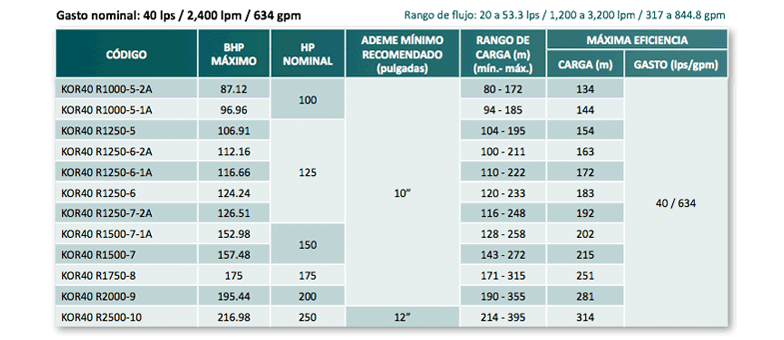 Gasto nominal: 40 lps / 2,400 lpm / 634 gpm
Rango de flujo: 20 a 53.3 lps / 1,200 a 3,200 lpm / 317 a 844.8 gpm
CÓDIGO
BHP
MÁXIMO
HP
NOMINAL
ADEME MÍNIMO
RECOMENDADO
(pulgadas)
RANGO DE
CARGA (m)
(mín.- máx.)
MÁXIMA EFICIENCIA
CARGA (m) GASTO (lps/gpm)
KOR40 R1000-5-2A 87.12 100 10” 80 - 172 134 40 / 634
KOR40 R1000-5-1A 96.96 94 - 185 144
KOR40 R1250-5 106.91 125 104 - 195 154
KOR40 R1250-6-2A 112.16 100 - 211 163
KOR40 R1250-6-1A 116.66 110 - 222 172
KOR40 R1250-6 124.24 120 - 233 183
KOR40 R1250-7-2A 126.51 116 - 248 192
KOR40 R1500-7-1A 152.98 150 128 - 258 202
KOR40 R1500-7 157.48 143 - 272 215
KOR40 R1750-8 175 175 171 - 315 251
KOR40 R2000-9 195.44 200 190 - 355 281
KOR40 R2500-10 216.98 250 12” 214 - 395 314